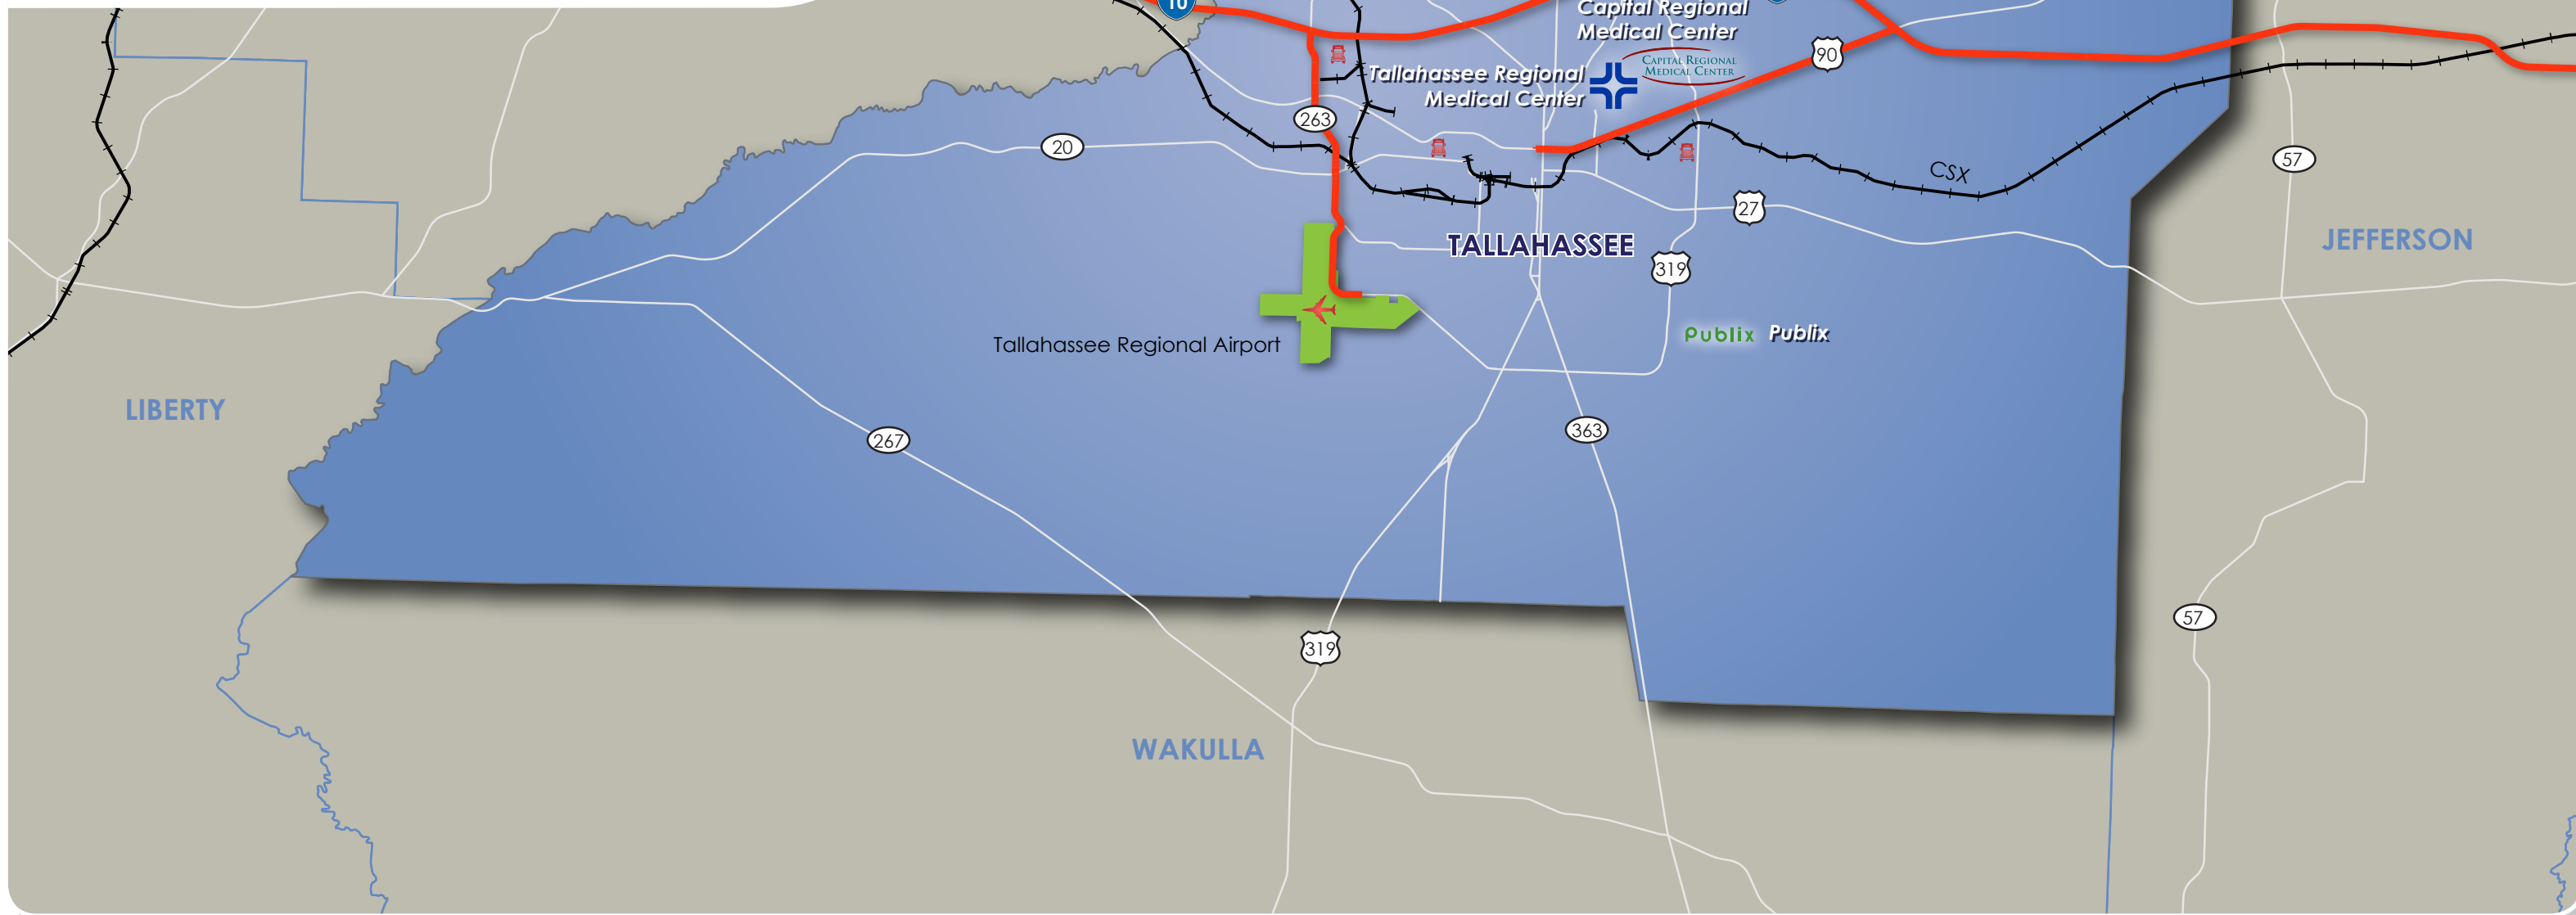 10
Capital Regional
Medical Center
90
CAPITAL REGIONAL
MEDICAL CENTER
Tallahassee Regional
Medical Center
263
20
57
CSX
27
JEFFERSON
TALLAHASSEE
319
Publix Publix
Tallahassee Regional Airport
LIBERTY
267
363
57
319
WAKULLA